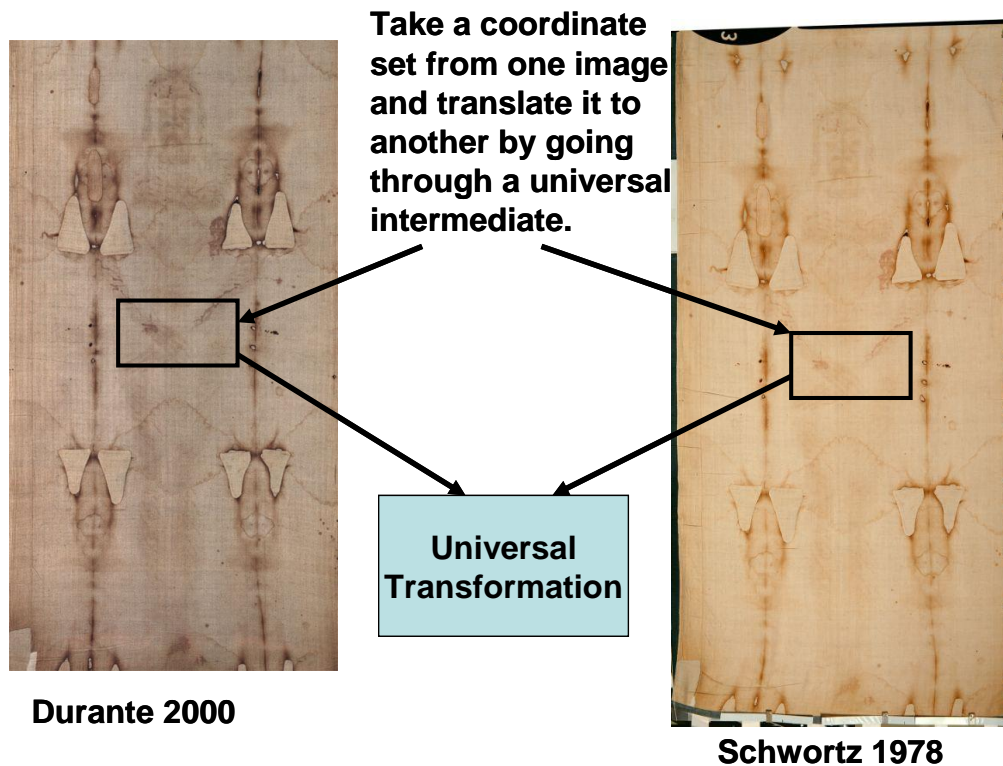 Take a coordinate
set from one image
and translate it to
another by going
through a universal
intermediate.
3
Universal
Transformation
Durante 2000
Schwortz 1978